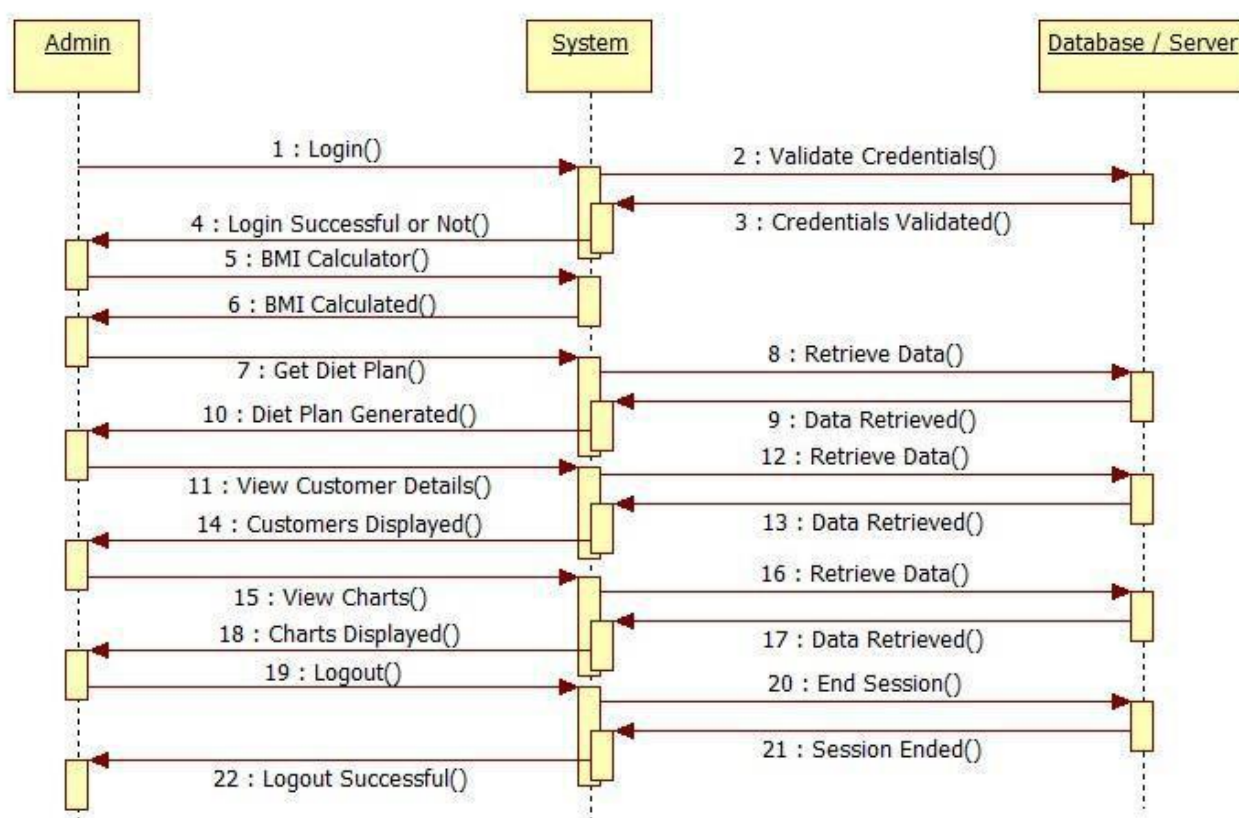 Admin
System
Database / Server
1 : Login()
2 : Validate Credentials()
3 : Credentials Validated()
4 : Login Successful or Not()
5 : BMI Calculator()
6 : BMI Calculated()
7 : Get Diet Plan()
8 : Retrieve Data()
9 : Data Retrieved()
10 : Diet Plan Generated()
11 : View Customer Details()
12 : Retrieve Data()
13 : Data Retrieved()
14 : Customers Displayed()
15 : View Charts()
16 : Retrieve Data()
17 : Data Retrieved()
18 : Charts Displayed()
19 : Logout()
20 : End Session()
21 : Session Ended()
22 : Logout Successful()